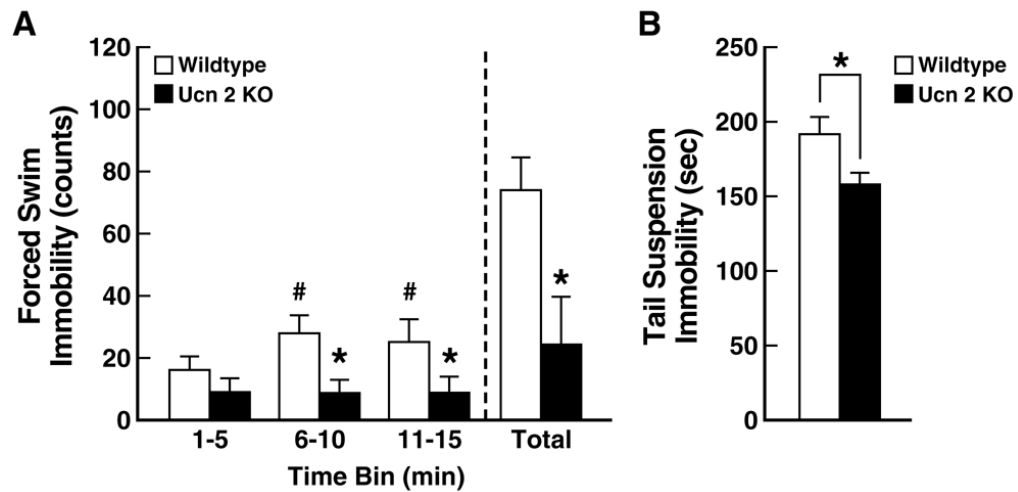 A
Forced Swim
Immobility (counts)
120
100
80
60
40
20
0
Wildtype
Ucn 2 KO
#
*
#
*
*
1-5 6-10 11-15 Total
Time Bin (min)
B
Tail Suspension
Immobility (sec)
250
200
150
100
50
0
*
Wildtype
Ucn 2 KO